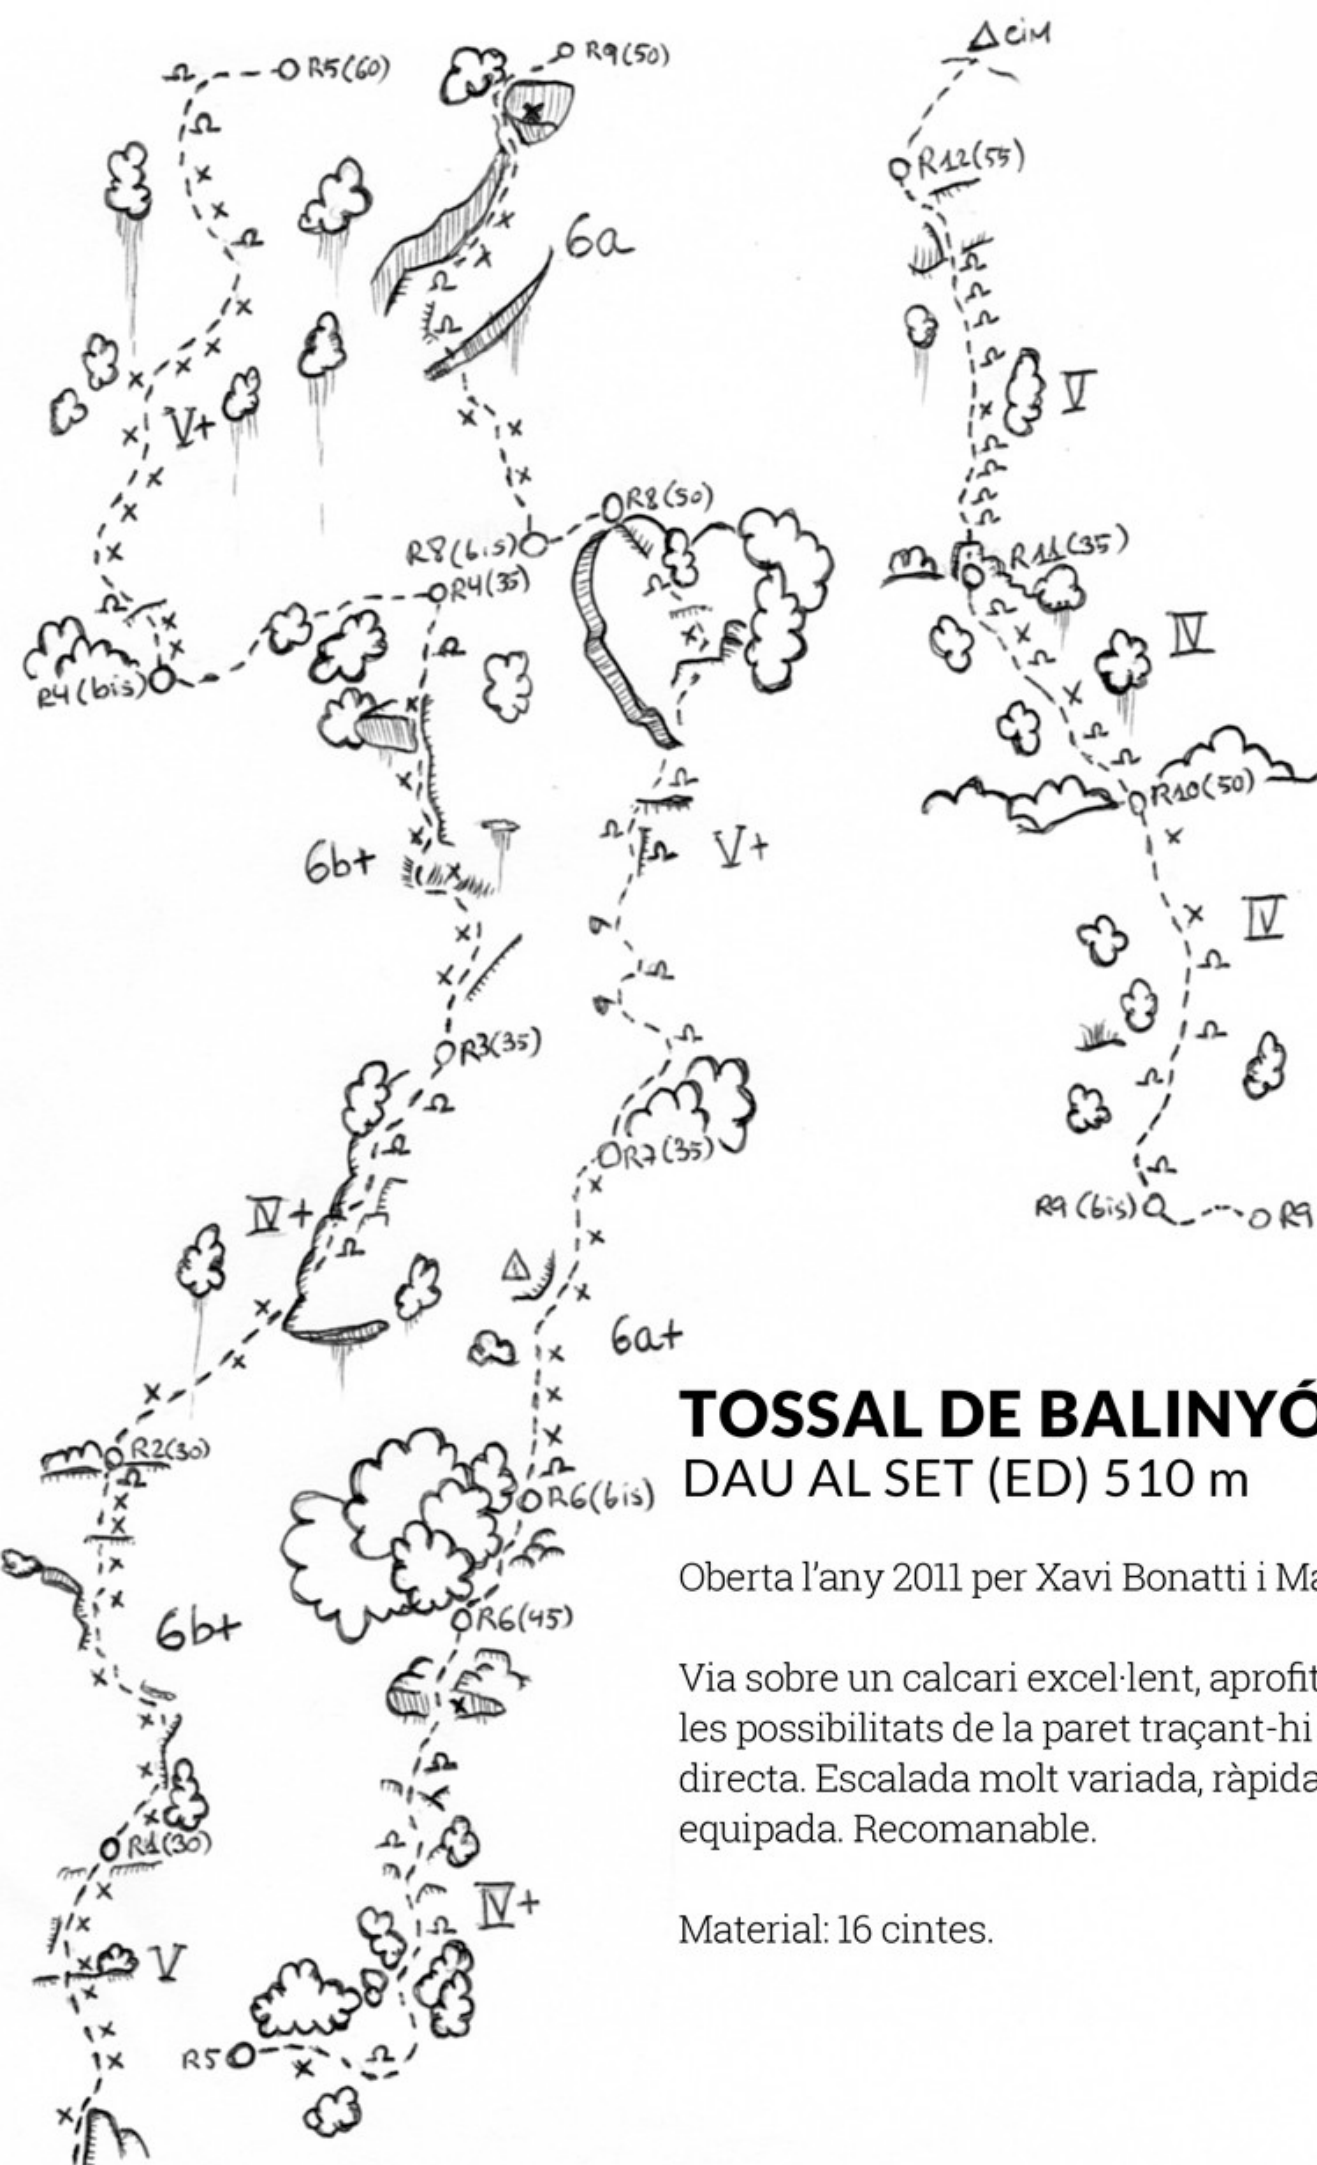 △ CIM
R5(60)
R9(50)
R12(55)
6a
V
V+
R8(50)
R8(bis)
R4(35)
R11(35)
IV
R4(bis)
R10(50)
6b+
V+
IV
R3(35)
R7(35)
R9(bis)
R9
IV+
6a+
TOSSAL DE BALINYÓ
DAU AL SET (ED) 510 m
R2(30)
R6(bis)
Oberta l'any 2011 per Xavi Bonatti i
6b+
R6(45)
Via sobre un calcari excel·lent,
les possibilitats de la paret traçant-hi
directa. Escalada molt variada, ràpida
equipada. Recomanable.
R1(30)
IV+
Material: 16 cintes.
V
R5